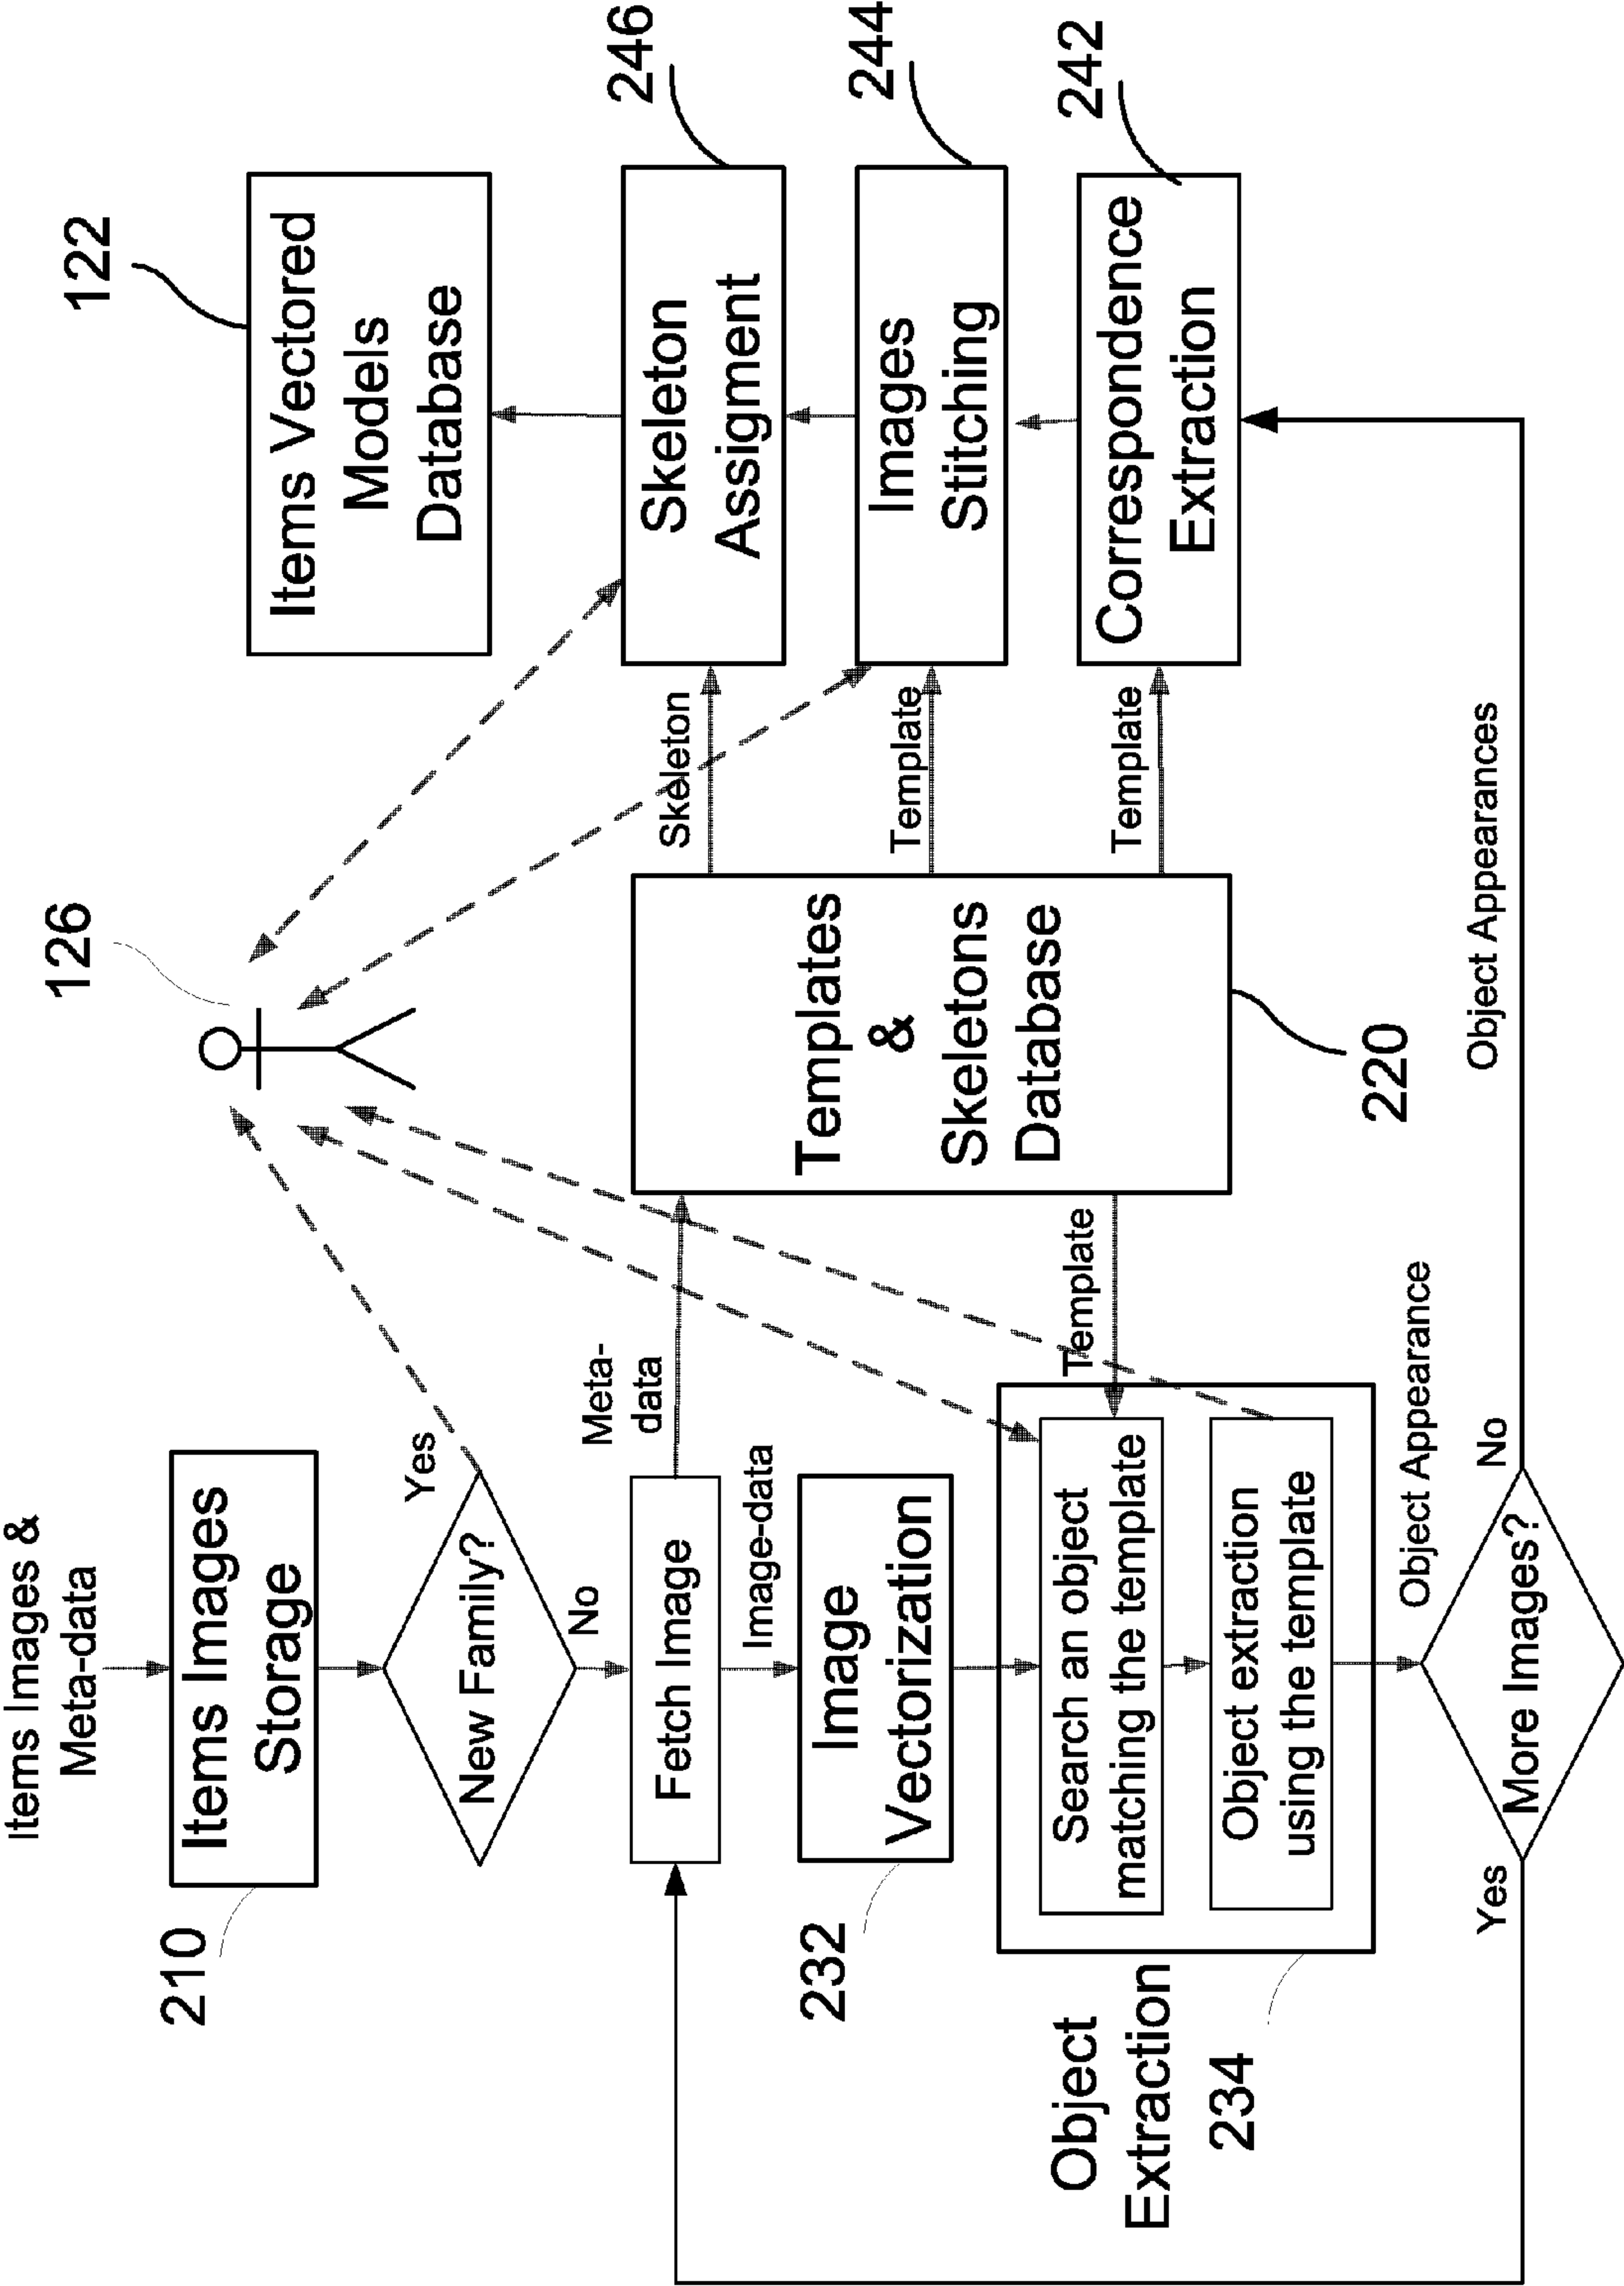 Items Images &
Meta-data
210
Items Images
Storage
New Family?
Yes
No
Fetch Image
Meta-
data
Image-data
232
Image
Vectorization
Object
Extraction
234
Search an object
matching the template
Object extraction
using the template
Template
Object Appearance
More Images?
Yes
No
Object Appearances
126
Templates
&
Skeletons
Database
220
Skeleton
Template
Template
122
Items Vectored
Models
Database
246
Skeleton
Assigment
244
Images
Stitching
242
Correspondence
Extraction